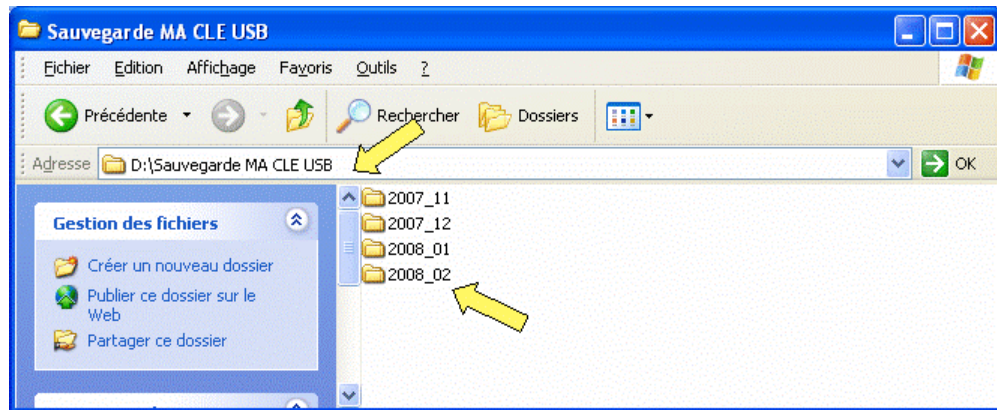 Sauvegarde MA CLE USB
Fichier Edition Affichage Favoris Outils ?
Précédente Rechercher Dossiers
Adresse D:\Sauvegarde MA CLE USB OK
Gestion des fichiers
Créer un nouveau dossier
Publier ce dossier sur le
Web
Partager ce dossier
2007_11
2007_12
2008_01
2008_02